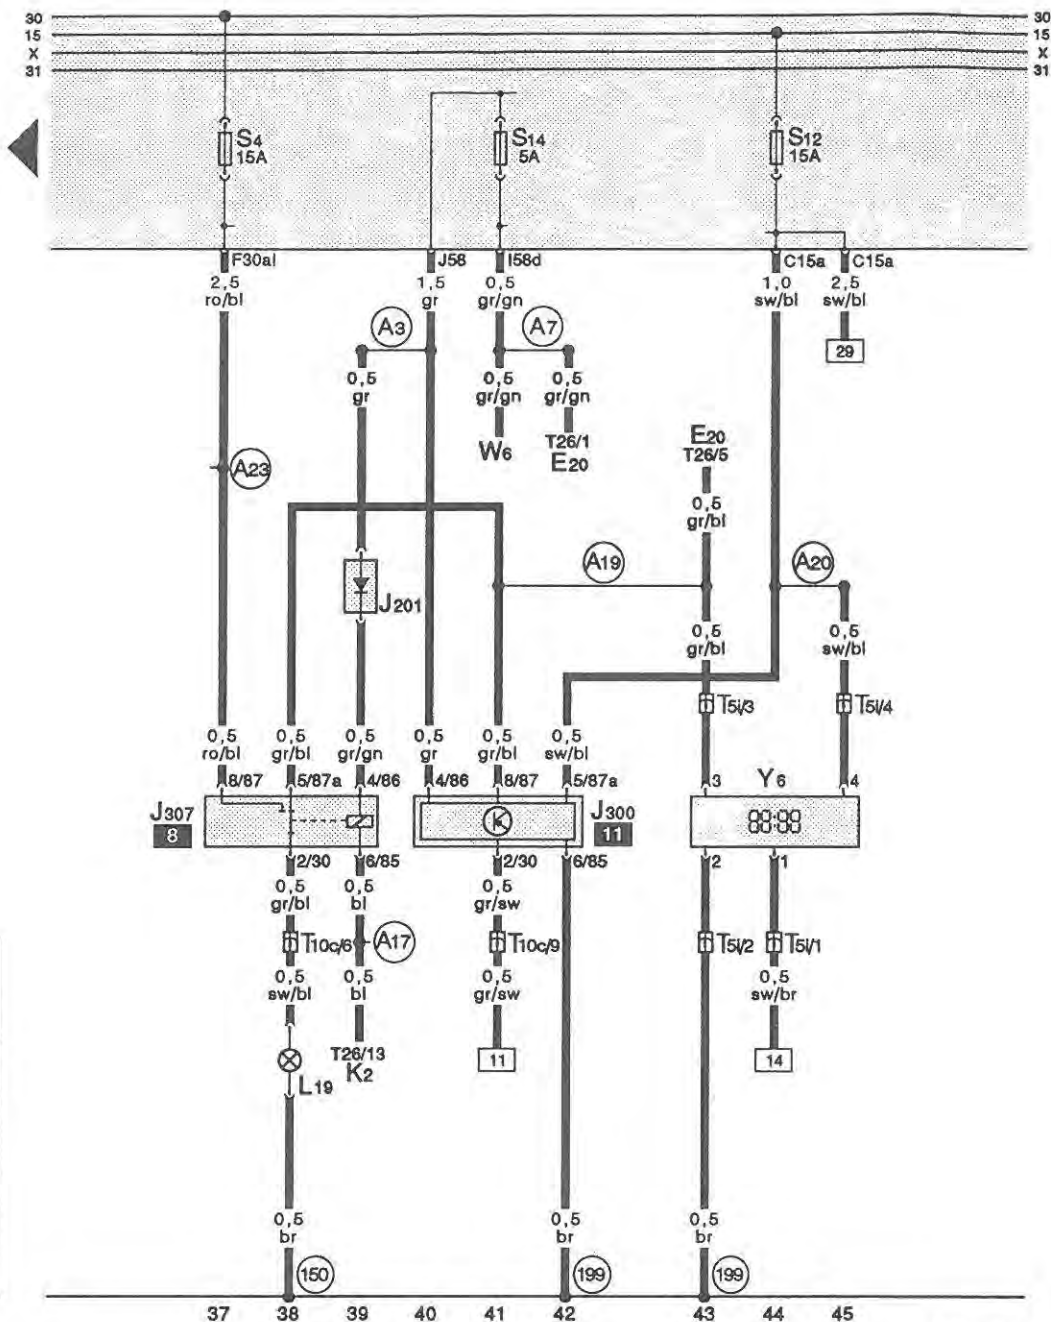 30 30
15 15
X X
31 31
S4 S14 S12
15A 5A 15A
F30al J58 I58d C15a C15a
2,5 1,5 0,5 1,0 2,5
ro/bl gr gr/gn sw/bl sw/bl
A3 A7
29
0,5 0,5 0,5
gr gr/gn gr/gn
W6 T26/1 E20
E20
T26/5
A23
0,5
gr/bl
A19 A20
J201
0,5 0,5
gr/bl sw/bl
T5i/3 T5i/4
0,5 0,5 0,5 0,5 0,5 0,5
ro/bl gr/bl gr/gn gr gr/bl sw/bl
8/87 5/87a 4/86 4/86 8/87 5/87a 3 Y6 4
J307 J300 88:88
8 11
2/30 6/85 2/30 6/85 2 1
0,5 0,5 0,5
gr/bl bl gr/sw
T10c/6 A17 T10c/9 T5i/2 T5i/1
0,5 0,5 0,5 0,5
sw/bl bl gr/sw sw/br
T26/13 11 14
K2
L19
0,5 0,5 0,5
br br br
150 199 199
37 38 39 40 41 42 43 44 45